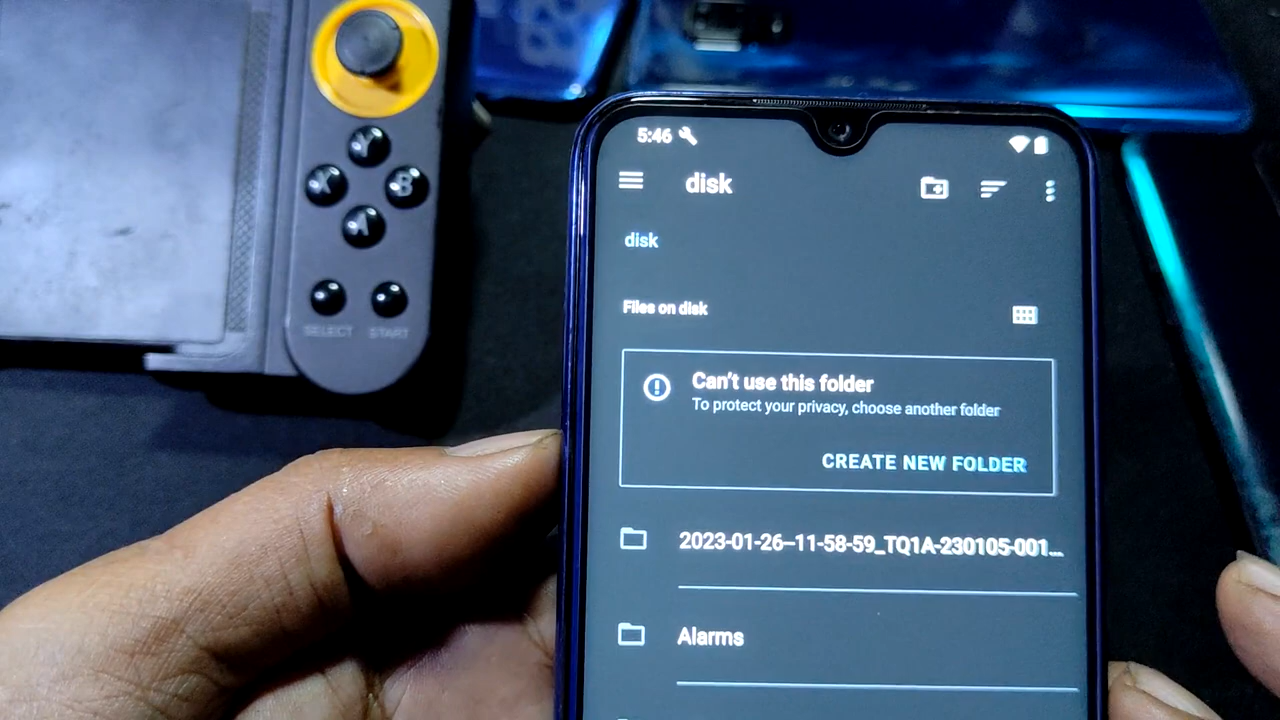 Y
X
B
A
SELECT START
5:46
disk
disk
Files on disk
Can't use this folder
To protect your privacy, choose another folder
CREATE NEW FOLDER
2023-01-26--11-58-59_TQ1A-230105-001...
Alarms